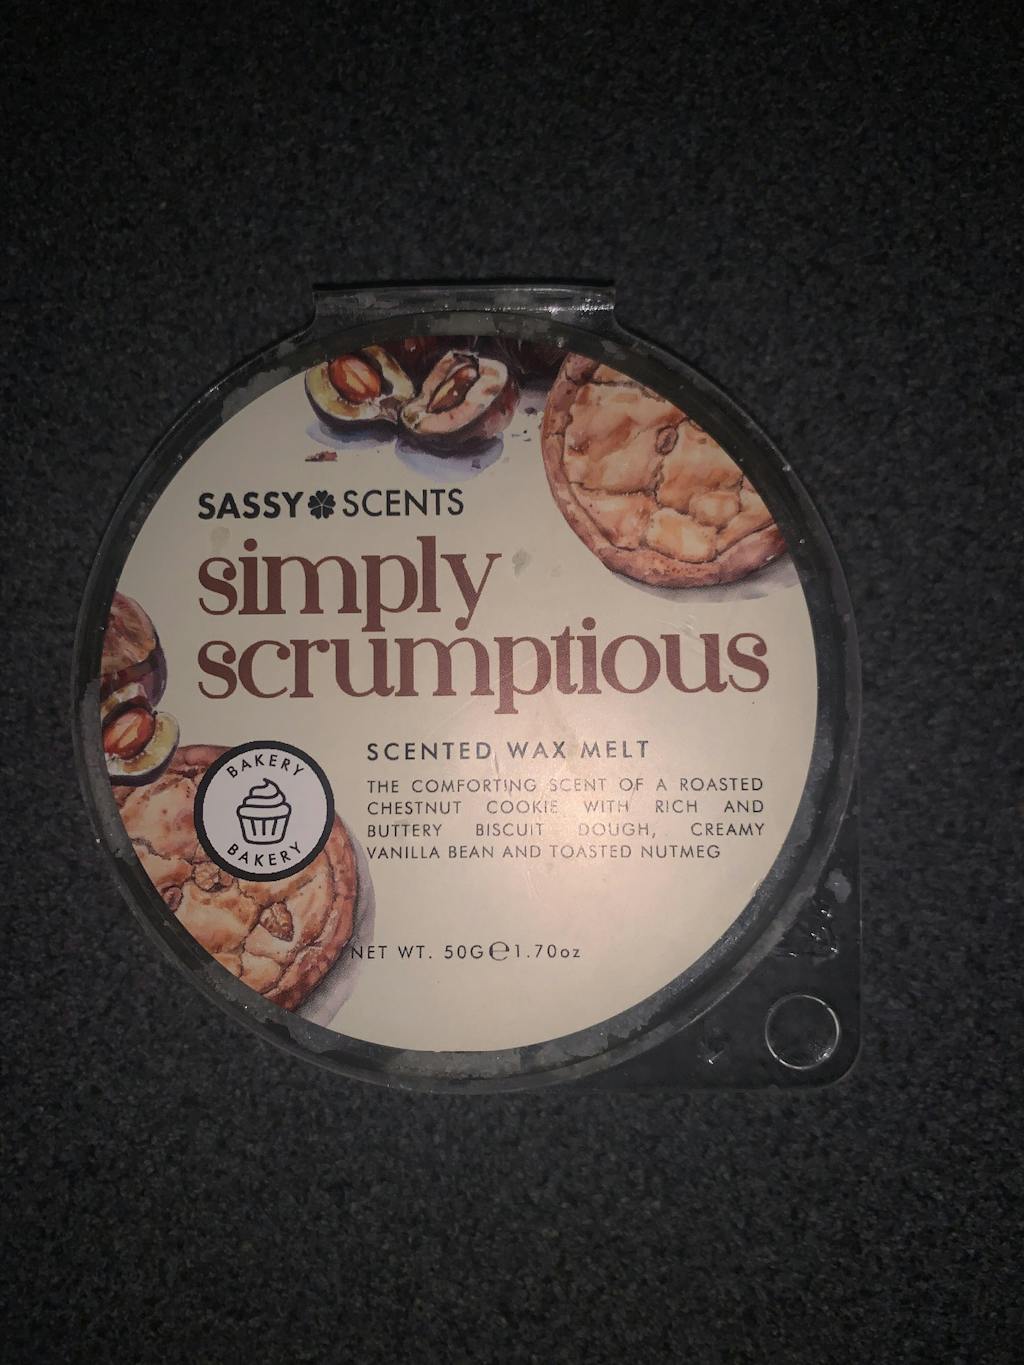 SASSY SCENTS
simply
scrumptious
SCENTED WAX MELT
THE COMFORTING SCENT OF A ROASTED
CHESTNUT COOKIE WITH RICH AND
BUTTERY BISCUIT DOUGH, CREAMY
VANILLA BEAN AND TOASTED NUTMEG
BAKERY
BAKERY
NET WT. 50G℮1.70oz